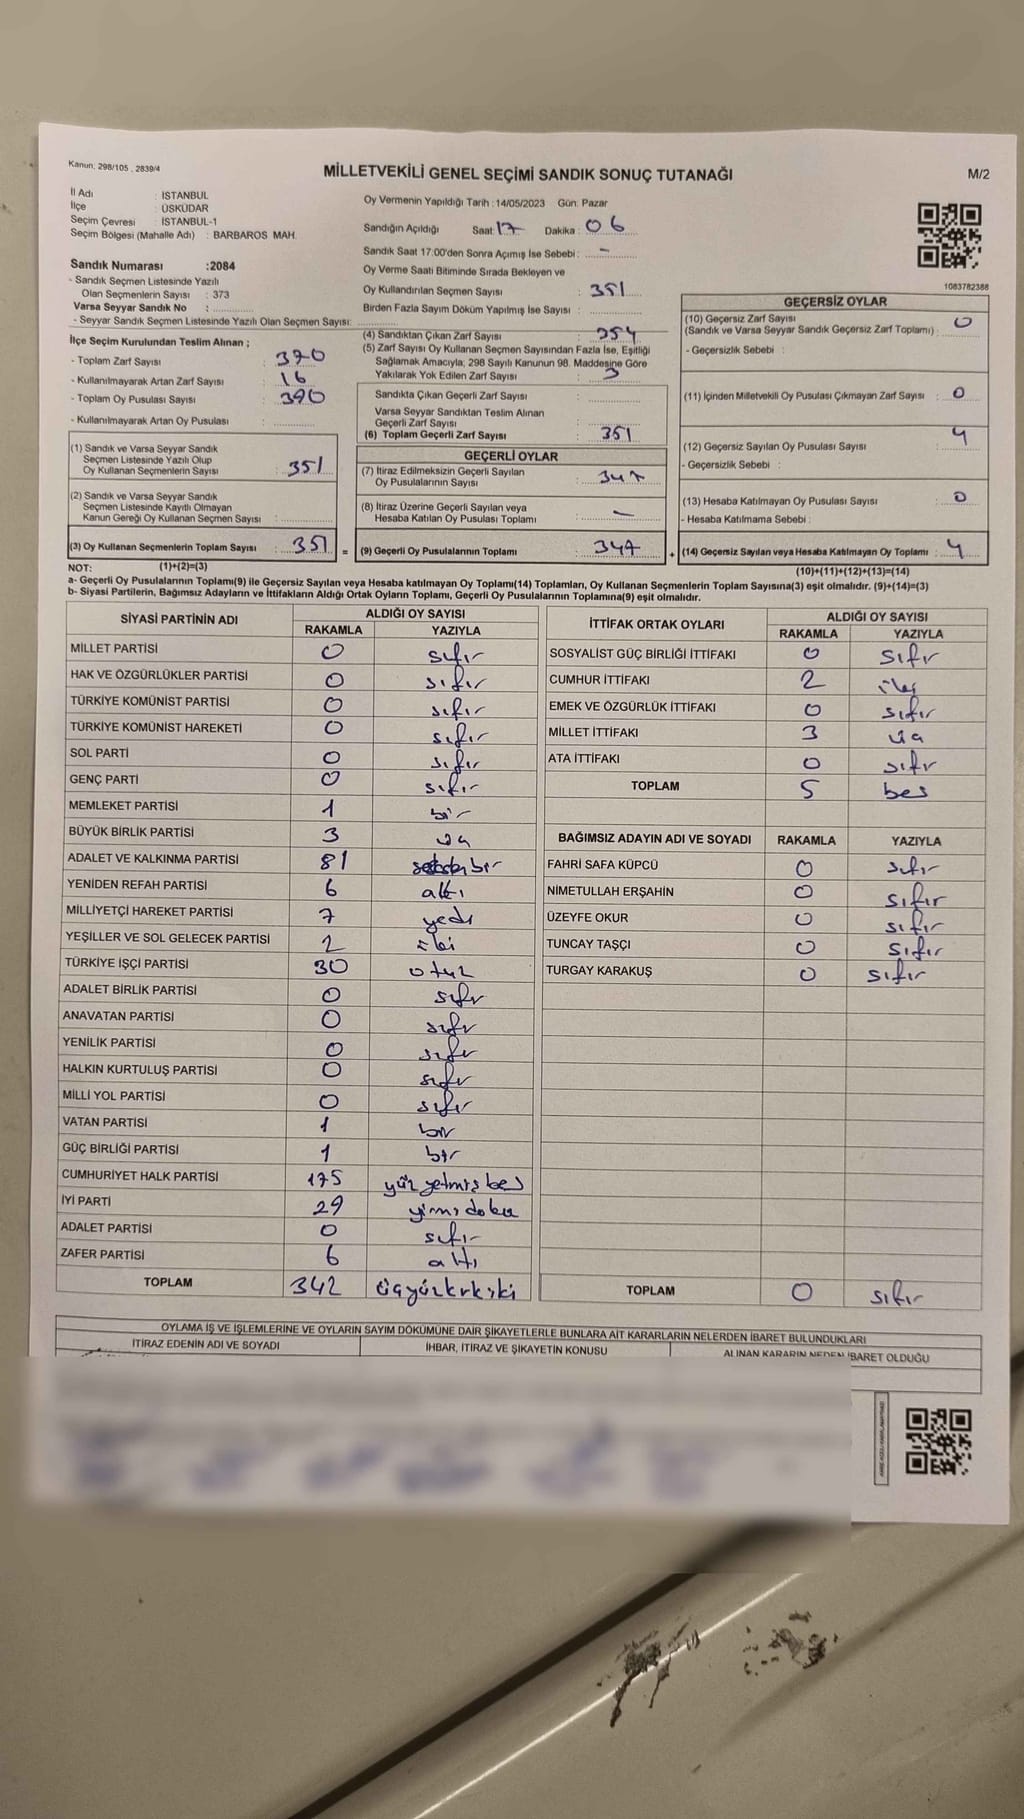 Kanun; 298/105 , 2839/4
MİLLETVEKİLİ GENEL SEÇİMİ SANDIK SONUÇ TUTANAĞI
M/2
İl Adı : İSTANBUL
İlçe : ÜSKÜDAR
Seçim Çevresi : İSTANBUL-1
Seçim Bölgesi (Mahalle Adı) : BARBAROS MAH.
Sandık Numarası :2084
- Sandık Seçmen Listesinde Yazılı
Olan Seçmenlerin Sayısı : 373
Varsa Seyyar Sandık No :
- Seyyar Sandık Seçmen Listesinde Yazılı Olan Seçmen Sayısı:
İlçe Seçim Kurulundan Teslim Alınan ;
- Toplam Zarf Sayısı : 370
- Kullanılmayarak Artan Zarf Sayısı : 16
- Toplam Oy Pusulası Sayısı : 390
- Kullanılmayarak Artan Oy Pusulası :
Oy Vermenin Yapıldığı Tarih : 14/05/2023 Gün: Pazar
Sandığın Açıldığı Saat: 17 Dakika : 06
Sandık Saat 17:00'den Sonra Açımış İse Sebebi : -
Oy Verme Saati Bitiminde Sırada Bekleyen ve
Oy Kullandırılan Seçmen Sayısı : 351
Birden Fazla Sayım Döküm Yapılmış İse Sayısı :
(4) Sandıktan Çıkan Zarf Sayısı : 354
(5) Zarf Sayısı Oy Kullanan Seçmen Sayısından Fazla İse, Eşitliği
Sağlamak Amacıyla; 298 Sayılı Kanunun 98. Maddesine Göre
Yakılarak Yok Edilen Zarf Sayısı : 3
Sandıkta Çıkan Geçerli Zarf Sayısı :
Varsa Seyyar Sandıktan Teslim Alınan
Geçerli Zarf Sayısı :
(6) Toplam Geçerli Zarf Sayısı : 351
1083782388
GEÇERSİZ OYLAR
(10) Geçersiz Zarf Sayısı 0
(Sandık ve Varsa Seyyar Sandık Geçersiz Zarf Toplamı) :
- Geçersizlik Sebebi :
(11) İçinden Milletvekili Oy Pusulası Çıkmayan Zarf Sayısı : 0
(12) Geçersiz Sayılan Oy Pusulası Sayısı : 4
- Geçersizlik Sebebi :
(13) Hesaba Katılmayan Oy Pusulası Sayısı : 0
- Hesaba Katılmama Sebebi :
(14) Geçersiz Sayılan veya Hesaba Katılmayan Oy Toplamı : 4
(10)+(11)+(12)+(13)=(14)
(1) Sandık ve Varsa Seyyar Sandık
Seçmen Listesinde Yazılı Olup
Oy Kullanan Seçmenlerin Sayısı : 351
(2) Sandık ve Varsa Seyyar Sandık
Seçmen Listesinde Kayıtlı Olmayan
Kanun Gereği Oy Kullanan Seçmen Sayısı :
(3) Oy Kullanan Seçmenlerin Toplam Sayısı : 351 =
(1)+(2)=(3)
GEÇERLİ OYLAR
(7) İtiraz Edilmeksizin Geçerli Sayılan
Oy Pusulalarının Sayısı : 347
(8) İtiraz Üzerine Geçerli Sayılan veya
Hesaba Katılan Oy Pusulası Toplamı : -
(9) Geçerli Oy Pusulalarının Toplamı : 347 +
NOT:
a- Geçerli Oy Pusulalarının Toplamı(9) ile Geçersiz Sayılan veya Hesaba katılmayan Oy Toplamı(14) Toplamları, Oy Kullanan Seçmenlerin Toplam Sayısına(3) eşit olmalıdır. (9)+(14)=(3)
b- Siyasi Partilerin, Bağımsız Adayların ve İttifakların Aldığı Ortak Oyların Toplamı, Geçerli Oy Pusulalarının Toplamına(9) eşit olmalıdır.
SİYASİ PARTİNİN ADI ALDIĞI OY SAYISI
RAKAMLA YAZIYLA
MİLLET PARTİSİ 0 sıfır
HAK VE ÖZGÜRLÜKLER PARTİSİ 0 sıfır
TÜRKİYE KOMÜNİST PARTİSİ 0 sıfır
TÜRKİYE KOMÜNİST HAREKETİ 0 sıfır
SOL PARTİ 0 sıfır
GENÇ PARTİ 0 sıfır
MEMLEKET PARTİSİ 1 bir
BÜYÜK BİRLİK PARTİSİ 3 üç
ADALET VE KALKINMA PARTİSİ 81 seksen bir
YENİDEN REFAH PARTİSİ 6 altı
MİLLİYETÇİ HAREKET PARTİSİ 7 yedi
YEŞİLLER VE SOL GELECEK PARTİSİ 2 iki
TÜRKİYE İŞÇİ PARTİSİ 30 otuz
ADALET BİRLİK PARTİSİ 0 sıfır
ANAVATAN PARTİSİ 0 sıfır
YENİLİK PARTİSİ 0 sıfır
HALKIN KURTULUŞ PARTİSİ 0 sıfır
MİLLİ YOL PARTİSİ 0 sıfır
VATAN PARTİSİ 1 bir
GÜÇ BİRLİĞİ PARTİSİ 1 bir
CUMHURİYET HALK PARTİSİ 175 yüz yetmiş beş
İYİ PARTİ 29 yirmi dokuz
ADALET PARTİSİ 0 sıfır
ZAFER PARTİSİ 6 altı
TOPLAM 342 üçyüzkırkiki
İTTİFAK ORTAK OYLARI ALDIĞI OY SAYISI
RAKAMLA YAZIYLA
SOSYALİST GÜÇ BİRLİĞİ İTTİFAKI 0 sıfır
CUMHUR İTTİFAKI 2 iki
EMEK VE ÖZGÜRLÜK İTTİFAKI 0 sıfır
MİLLET İTTİFAKI 3 üç
ATA İTTİFAKI 0 sıfır
TOPLAM 5 beş
BAĞIMSIZ ADAYIN ADI VE SOYADI RAKAMLA YAZIYLA
FAHRİ SAFA KÜPCÜ 0 sıfır
NİMETULLAH ERŞAHİN 0 sıfır
ÜZEYFE OKUR 0 sıfır
TUNCAY TAŞÇI 0 sıfır
TURGAY KARAKUŞ 0 sıfır
TOPLAM 0 sıfır
OYLAMA İŞ VE İŞLEMLERİNE VE OYLARIN SAYIM DÖKÜMÜNE DAİR ŞİKAYETLERLE BUNLARA AİT KARARLARIN NELERDEN İBARET BULUNDUKLARI
İTİRAZ EDENİN ADI VE SOYADI İHBAR, İTİRAZ VE ŞİKAYETİN KONUSU ALINAN KARARIN NEDEN İBARET OLDUĞU